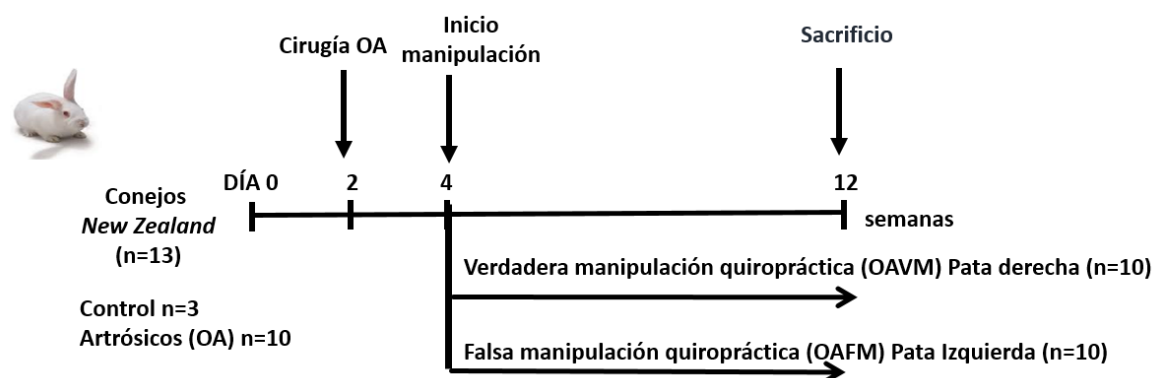 Cirugía OA
Inicio
manipulación
Sacrificio
DÍA 0
2
4
12
semanas
Conejos
New Zealand
(n=13)
Control n=3
Artrósicos (OA) n=10
Verdadera manipulación quiropráctica (OAVM) Pata derecha (n=10)
Falsa manipulación quiropráctica (OAFM) Pata Izquierda (n=10)